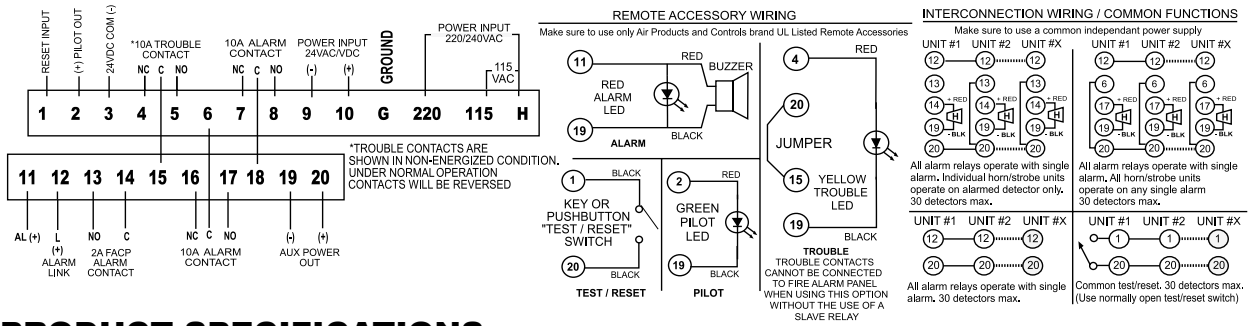 RESET INPUT
(+) PILOT OUT
24VDC COM (-)
*10A TROUBLE
CONTACT
NC C NO
10A ALARM
CONTACT
NC C NO
POWER INPUT
24VAC/VDC
(-) (+)
GROUND
POWER INPUT
220/240VAC
115
VAC
1 2 3 4 5 6 7 8 9 10 G 220 115 H
11 12 13 14 15 16 17 18 19 20
*TROUBLE CONTACTS ARE
SHOWN IN NON-ENERGIZED CONDITION.
UNDER NORMAL OPERATION
CONTACTS WILL BE REVERSED
AL (+)
L
(+)
ALARM
LINK
NO C
2A FACP
ALARM
CONTACT
NC C NO
10A ALARM
CONTACT
(-) (+)
AUX POWER
OUT
REMOTE ACCESSORY WIRING
Make sure to use only Air Products and Controls brand UL Listed Remote Accessories
11
RED
BUZZER
RED
ALARM
LED
19
BLACK
ALARM
1
BLACK
KEY OR
PUSHBUTTON
"TEST / RESET"
SWITCH
20
BLACK
TEST / RESET
2
RED
GREEN
PILOT
LED
19
BLACK
PILOT
4
RED
20
JUMPER
15
YELLOW
TROUBLE
LED
19
BLACK
TROUBLE
TROUBLE CONTACTS
CANNOT BE CONNECTED
TO FIRE ALARM PANEL
WHEN USING THIS OPTION
WITHOUT THE USE OF A
SLAVE RELAY
INTERCONNECTION WIRING / COMMON FUNCTIONS
Make sure to use a common independant power supply
UNIT #1 UNIT #2 UNIT #X
12 12 12
13 13 13
14 14 14
+ RED + RED + RED
H H H
19 19 19
- BLK - BLK - BLK
20 20 20
All alarm relays operate with single
alarm. Individual horn/strobe units
operate on alarmed detector only.
30 detectors max.
UNIT #1 UNIT #2 UNIT #X
12 12 12
6 6 6
17 17 17
+ RED + RED + RED
H H H
19 19 19
- BLK - BLK - BLK
20 20 20
All alarm relays operate with single
alarm. All horn/strobe units
operate on any single alarm
30 detectors max.
UNIT #1 UNIT #2 UNIT #X
12 12 12
20 20 20
All alarm relays operate with single
alarm. 30 detectors max.
UNIT #1 UNIT #2 UNIT #X
1 1 1
20 20 20
Common test/reset. 30 detectors max.
(Use normally open test/reset switch)
PRODUCT SPECIFICATIONS